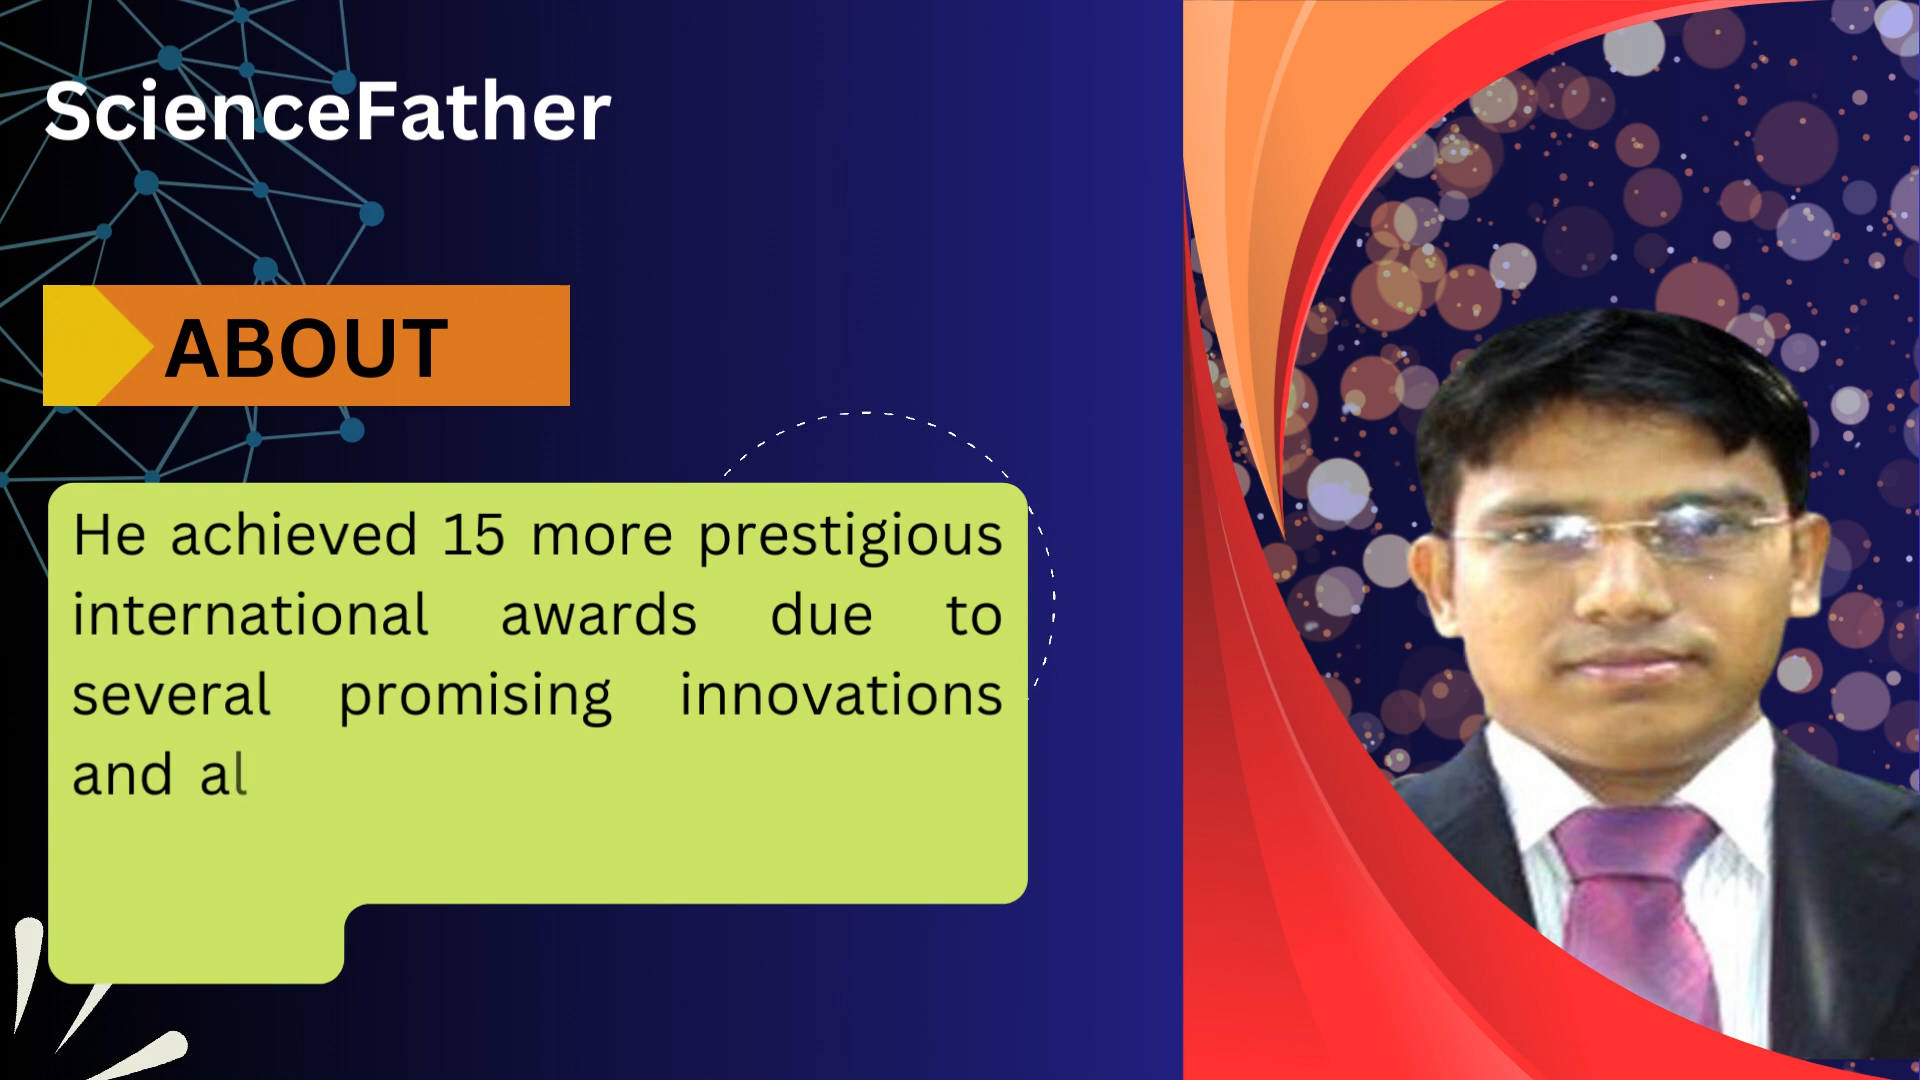 ScienceFather
ABOUT
He achieved 15 more prestigious
international awards due to
several promising innovations
and al